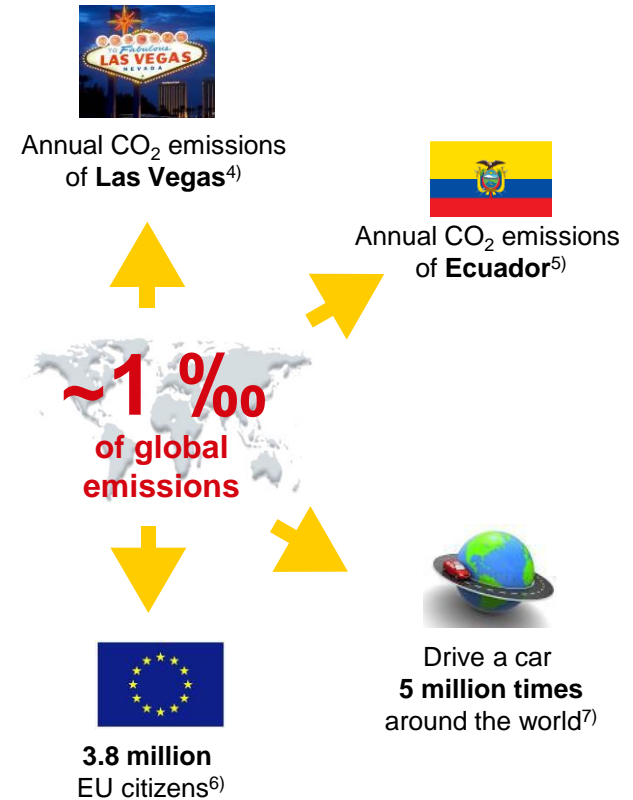 WELCOME
TO Fabulous
LAS VEGAS
NEVADA
Annual CO₂ emissions
of Las Vegas⁴⁾
Annual CO₂ emissions
of Ecuador⁵⁾
~1 ‰
of global
emissions
Drive a car
5 million times
around the world⁷⁾
3.8 million
EU citizens⁶⁾